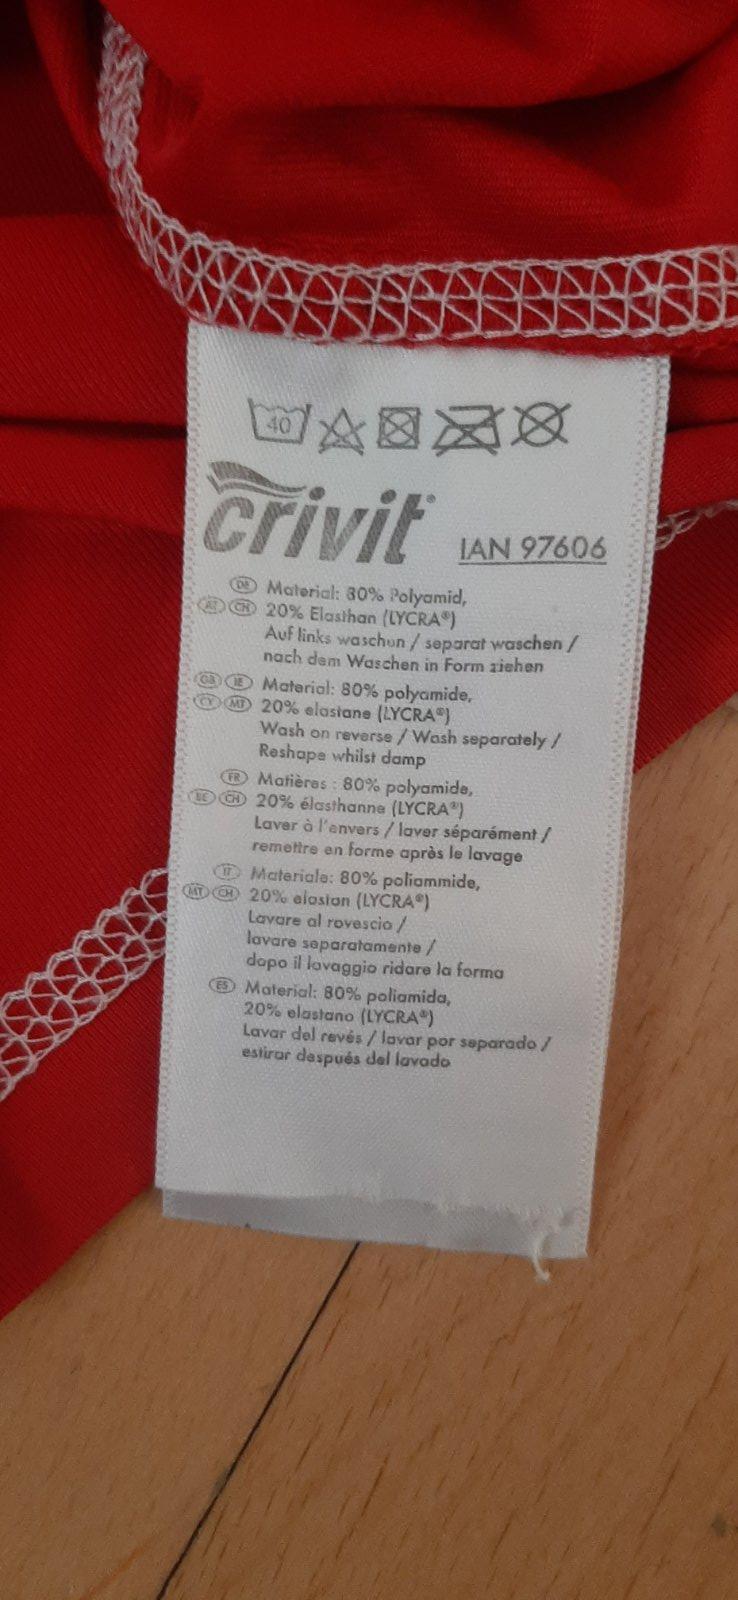 40
crivit® IAN 97606
DE Material: 80% Polyamid,
AT CH 20% Elasthan (LYCRA®)
Auf links waschen / separat waschen /
nach dem Waschen in Form ziehen
GB IE Material: 80% polyamide,
CY MT 20% elastane (LYCRA®)
Wash on reverse / Wash separately /
Reshape whilst damp
FR Matières : 80% polyamide,
BE CH 20% élasthanne (LYCRA®)
Laver à l'envers / laver séparément /
remettre en forme après le lavage
IT Materiale: 80% poliammide,
MT CH 20% elastan (LYCRA®)
Lavare al rovescio /
lavare separatamente /
dopo il lavaggio ridare la forma
ES Material: 80% poliamida,
20% elastano (LYCRA®)
Lavar del revés / lavar por separado /
estirar después del lavado